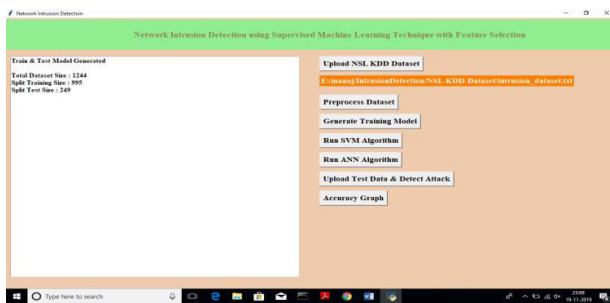 Network Intrusion Detection
Network Intrusion Detection using Supervised Machine Learning Technique with Feature Selection
Train & Test Model Generated
Total Dataset Size : 1244
Split Training Size : 995
Split Test Size : 249
Upload NSL KDD Dataset
E:/manoj/IntrusionDetection/NSL KDD Dataset/intrusion_dataset.txt
Preprocess Dataset
Generate Training Model
Run SVM Algorithm
Run ANN Algorithm
Upload Test Data & Detect Attack
Accuracy Graph
Type here to search
23:09
19-11-2019